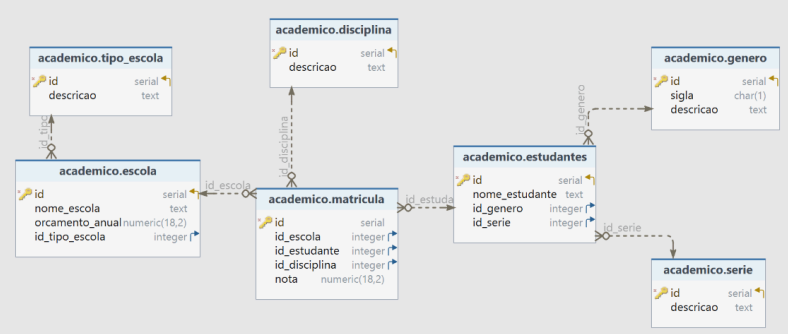 academico.disciplina
id serial
descricao text
academico.tipo_escola
id serial
descricao text
academico.genero
id serial
sigla char(1)
descricao text
id_tipo
id_disciplina
id_genero
academico.escola
id serial
nome_escola text
orcamento_anual numeric(18,2)
id_tipo_escola integer
id_escola
academico.matricula
id serial
id_escola integer
id_estudante integer
id_disciplina integer
nota numeric(18,2)
id_estuda
academico.estudantes
id serial
nome_estudante text
id_genero integer
id_serie integer
id_serie
academico.serie
id serial
descricao text